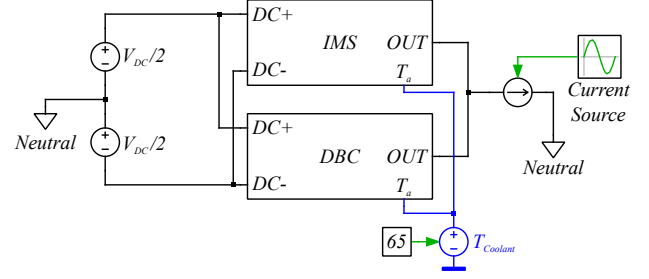 DC+
IMS
OUT
DC-
T_a
V_DC/2
Neutral
V_DC/2
DC+
DBC
OUT
DC-
T_a
Current
Source
Neutral
65
T_Coolant